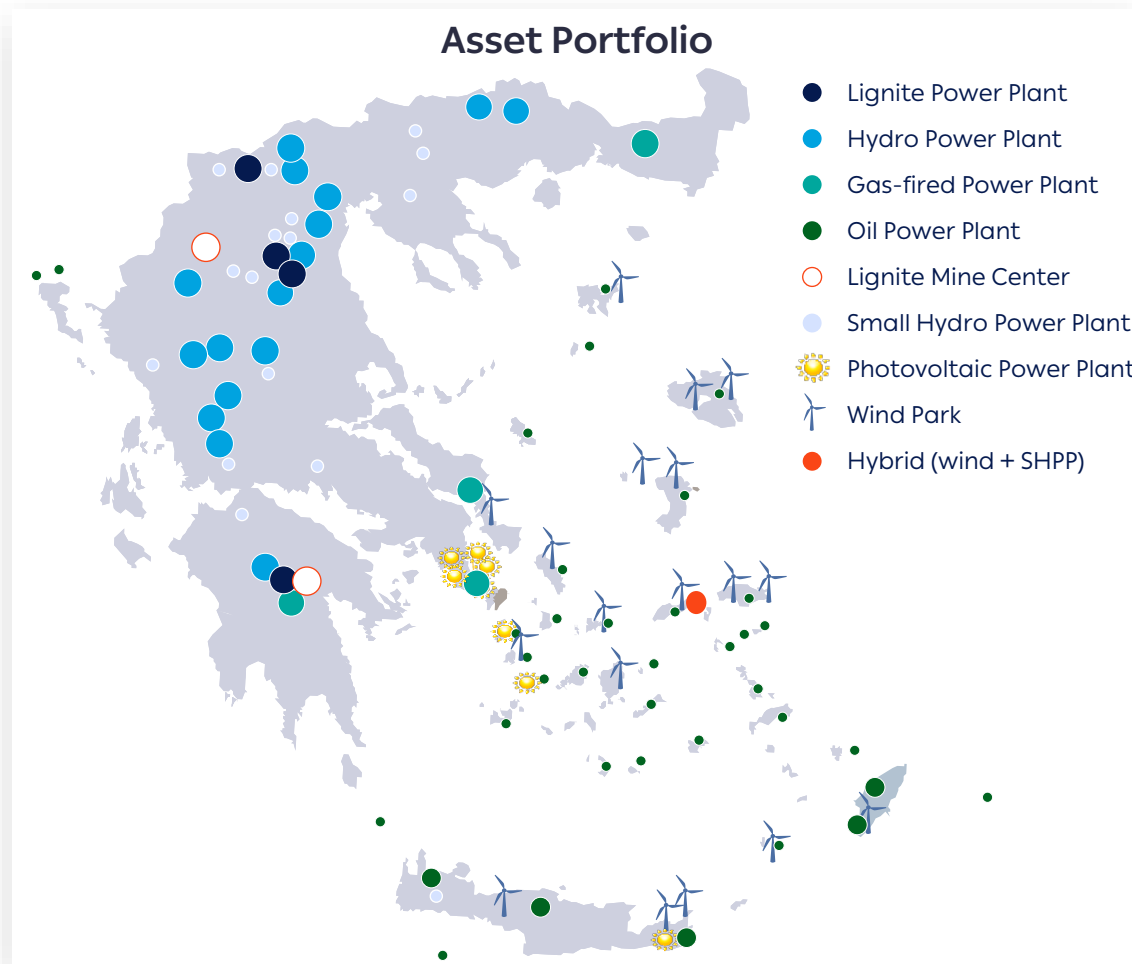 Asset Portfolio
Lignite Power Plant
Hydro Power Plant
Gas-fired Power Plant
Oil Power Plant
Lignite Mine Center
Small Hydro Power Plant
Photovoltaic Power Plant
Wind Park
Hybrid (wind + SHPP)